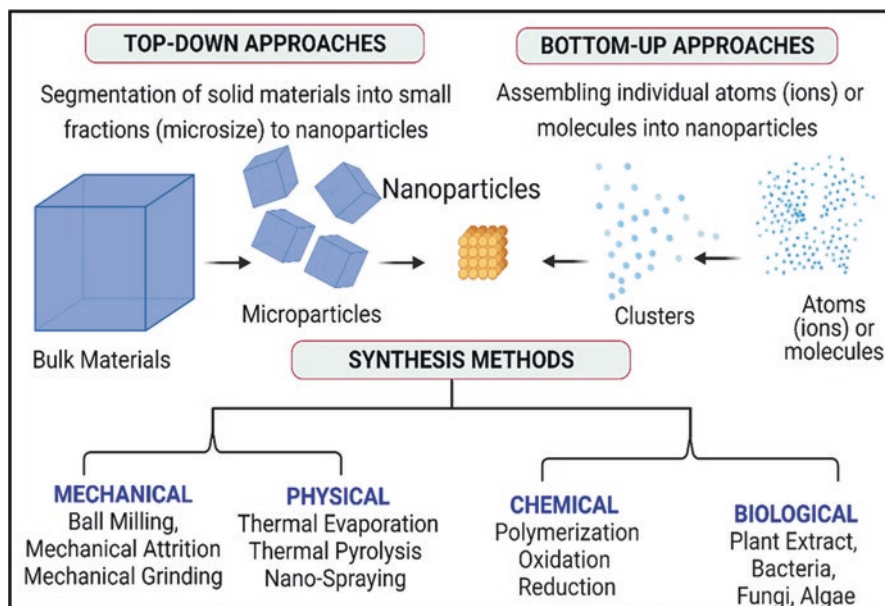 TOP-DOWN APPROACHES
Segmentation of solid materials into small
fractions (microsize) to nanoparticles
BOTTOM-UP APPROACHES
Assembling individual atoms (ions) or
molecules into nanoparticles
Bulk Materials
Microparticles
Nanoparticles
Clusters
Atoms
(ions) or
molecules
SYNTHESIS METHODS
MECHANICAL
Ball Milling,
Mechanical Attrition
Mechanical Grinding
PHYSICAL
Thermal Evaporation
Thermal Pyrolysis
Nano-Spraying
CHEMICAL
Polymerization
Oxidation
Reduction
BIOLOGICAL
Plant Extract,
Bacteria,
Fungi, Algae